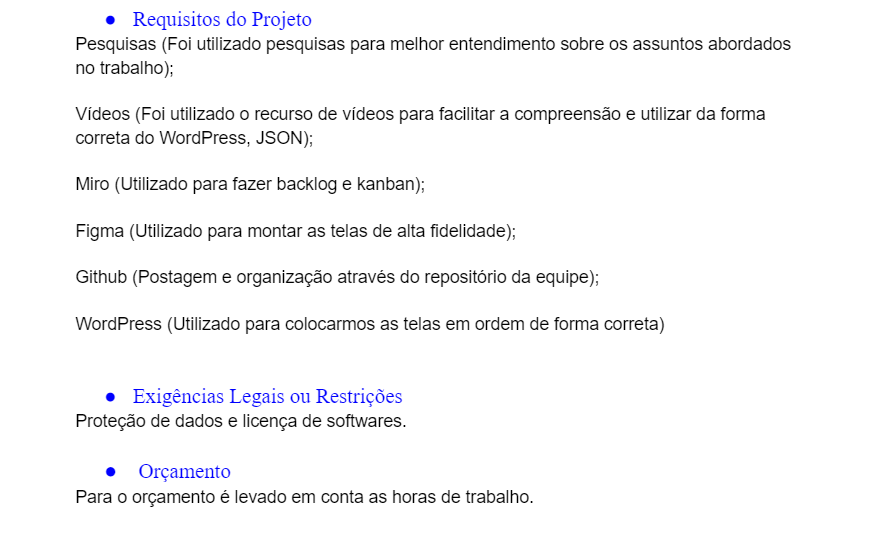 ● Requisitos do Projeto
Pesquisas (Foi utilizado pesquisas para melhor entendimento sobre os assuntos abordados
no trabalho);
Vídeos (Foi utilizado o recurso de vídeos para facilitar a compreensão e utilizar da forma
correta do WordPress, JSON);
Miro (Utilizado para fazer backlog e kanban);
Figma (Utilizado para montar as telas de alta fidelidade);
Github (Postagem e organização através do repositório da equipe);
WordPress (Utilizado para colocarmos as telas em ordem de forma correta)
● Exigências Legais ou Restrições
Proteção de dados e licença de softwares.
● Orçamento
Para o orçamento é levado em conta as horas de trabalho.